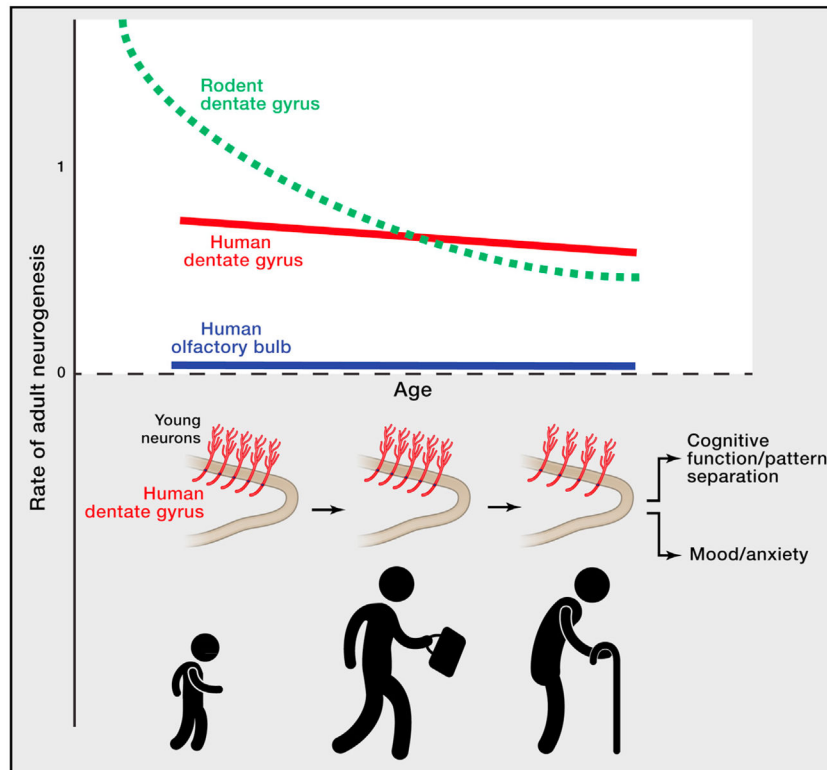 Rodent
dentate gyrus
1
Human
dentate gyrus
Human
olfactory bulb
0
Age
Rate of adult neurogenesis
Young
neurons
Human
dentate gyrus
Cognitive
function/pattern
separation
Mood/anxiety